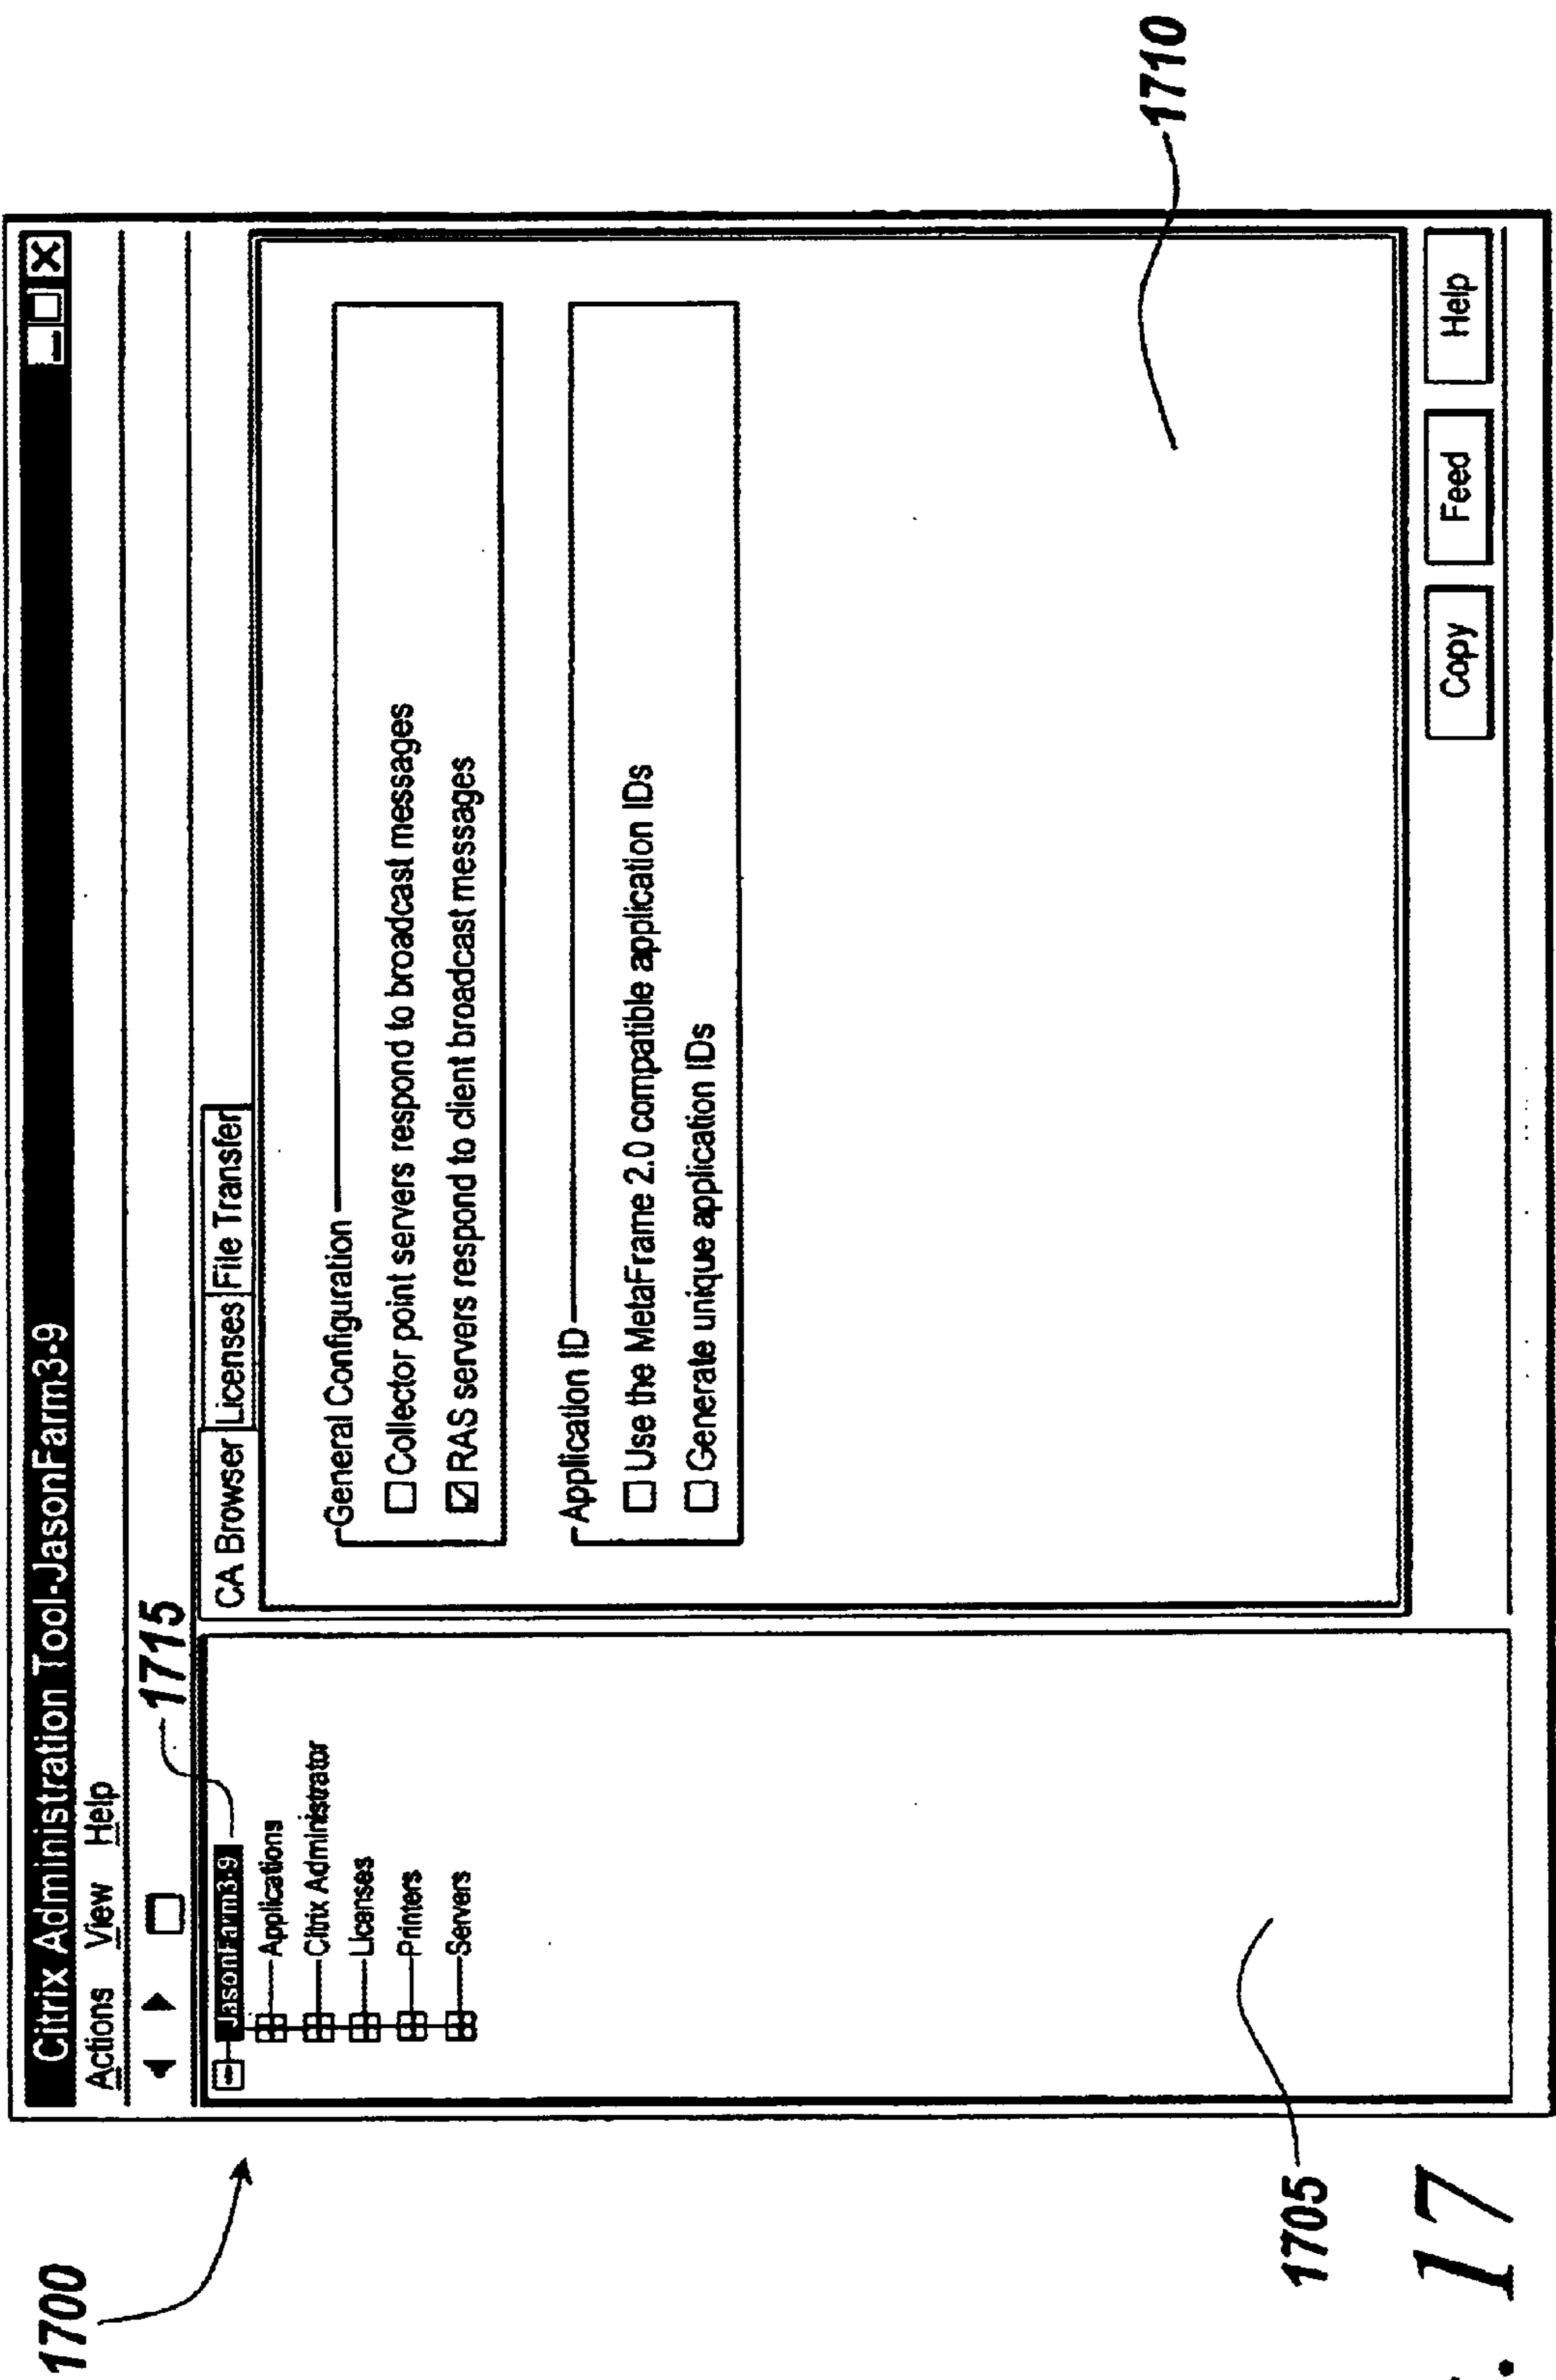 1700
Citrix Administration Tool-JasonFarm3-9
Actions View Help
1715
JasonFarm3-9
Applications
Citrix Administrator
Licenses
Printers
Servers
CA Browser Licenses File Transfer
General Configuration
Collector point servers respond to broadcast messages
RAS servers respond to client broadcast messages
Application ID
Use the MetaFrame 2.0 compatible application IDs
Generate unique application IDs
1710
Copy Feed Help
1705
. 17